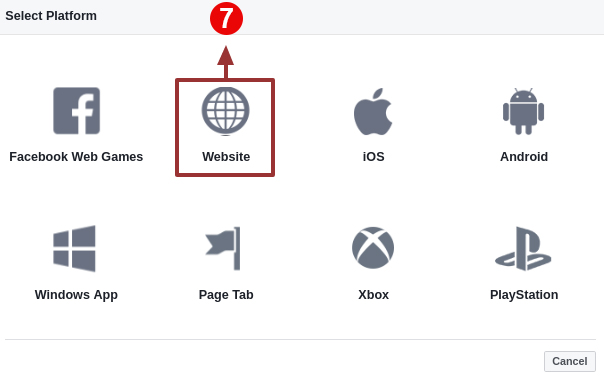 Select Platform
7
Facebook Web Games
Website
iOS
Android
Windows App
Page Tab
Xbox
PlayStation
Cancel